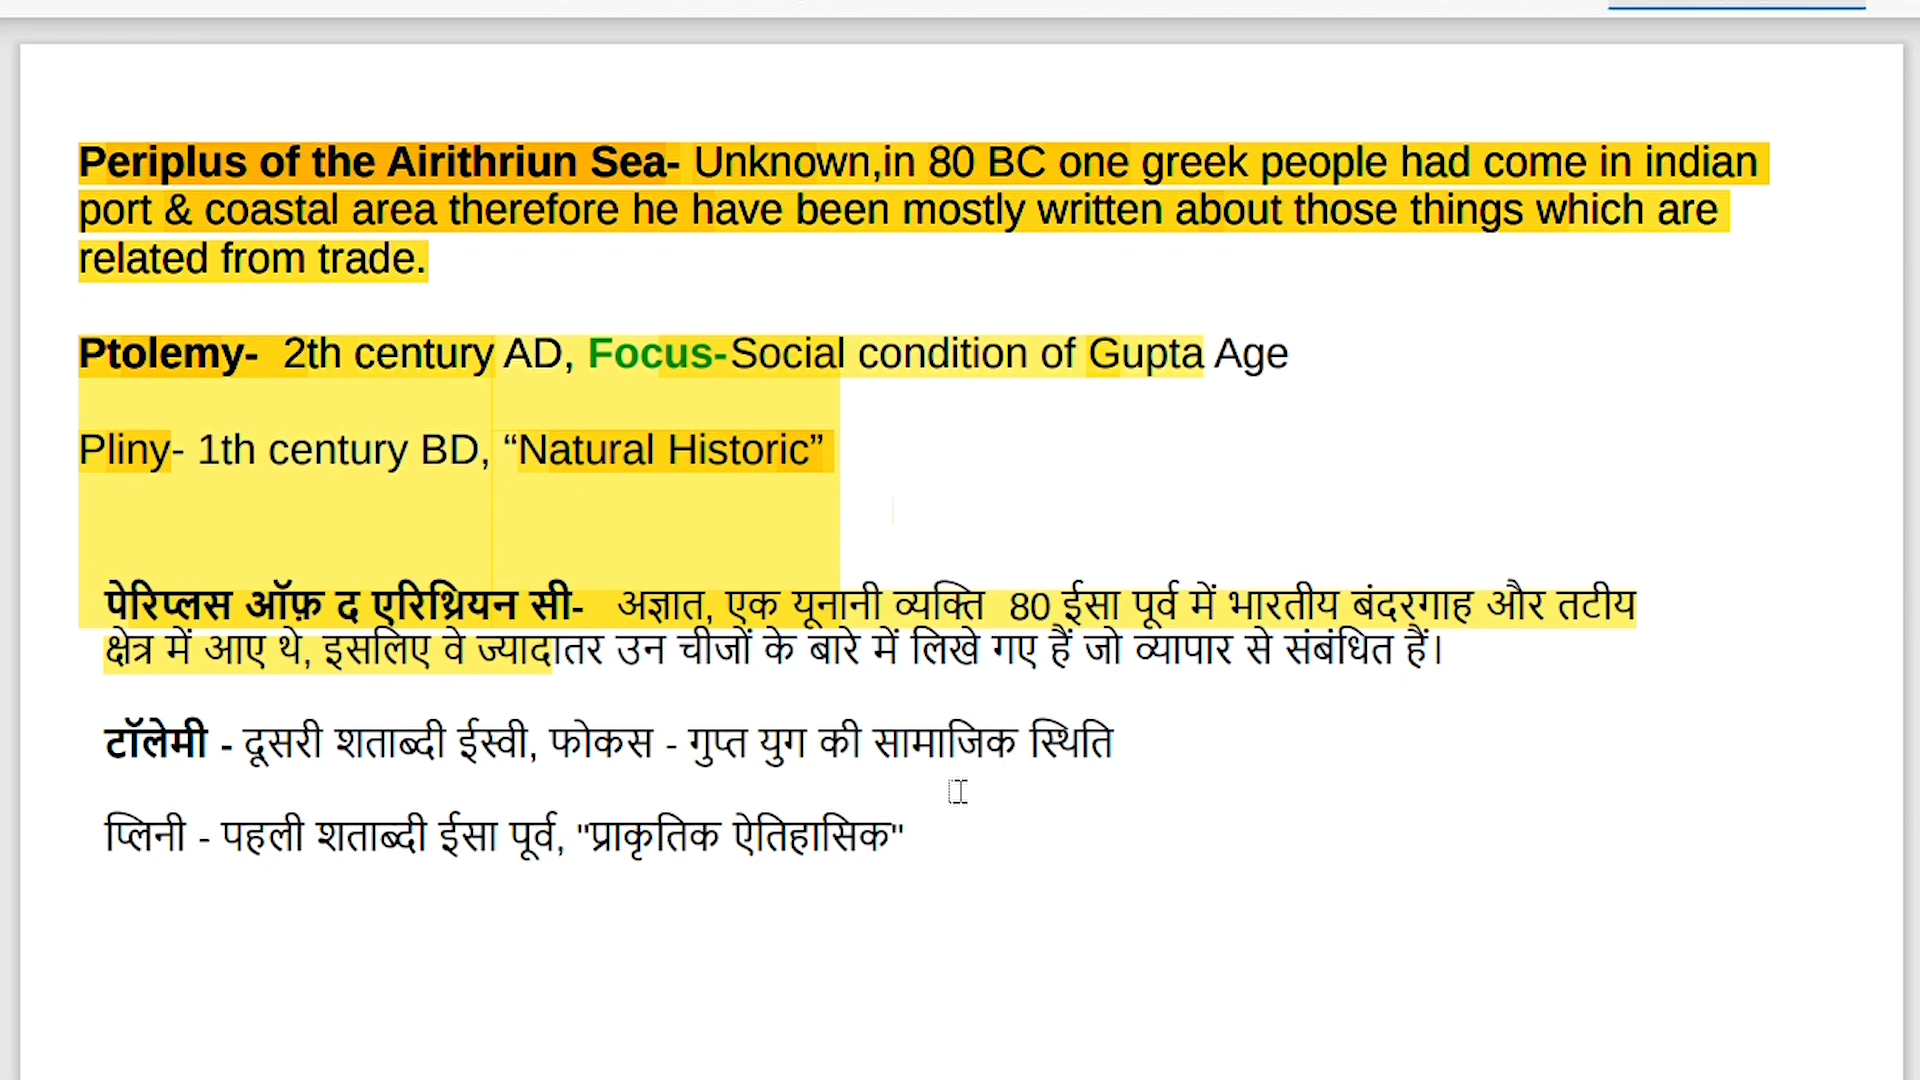 Periplus of the Airithriun Sea- Unknown,in 80 BC one greek people had come in indian
port & coastal area therefore he have been mostly written about those things which are
related from trade.
Ptolemy- 2th century AD, Focus-Social condition of Gupta Age
Pliny- 1th century BD, “Natural Historic”
पेरिप्लस ऑफ़ द एरिथ्रियन सी- अज्ञात, एक यूनानी व्यक्ति 80 ईसा पूर्व में भारतीय बंदरगाह और तटीय
क्षेत्र में आए थे, इसलिए वे ज्यादातर उन चीजों के बारे में लिखे गए हैं जो व्यापार से संबंधित हैं।
टॉलेमी - दूसरी शताब्दी ईस्वी, फोकस - गुप्त युग की सामाजिक स्थिति
प्लिनी - पहली शताब्दी ईसा पूर्व, "प्राकृतिक ऐतिहासिक"